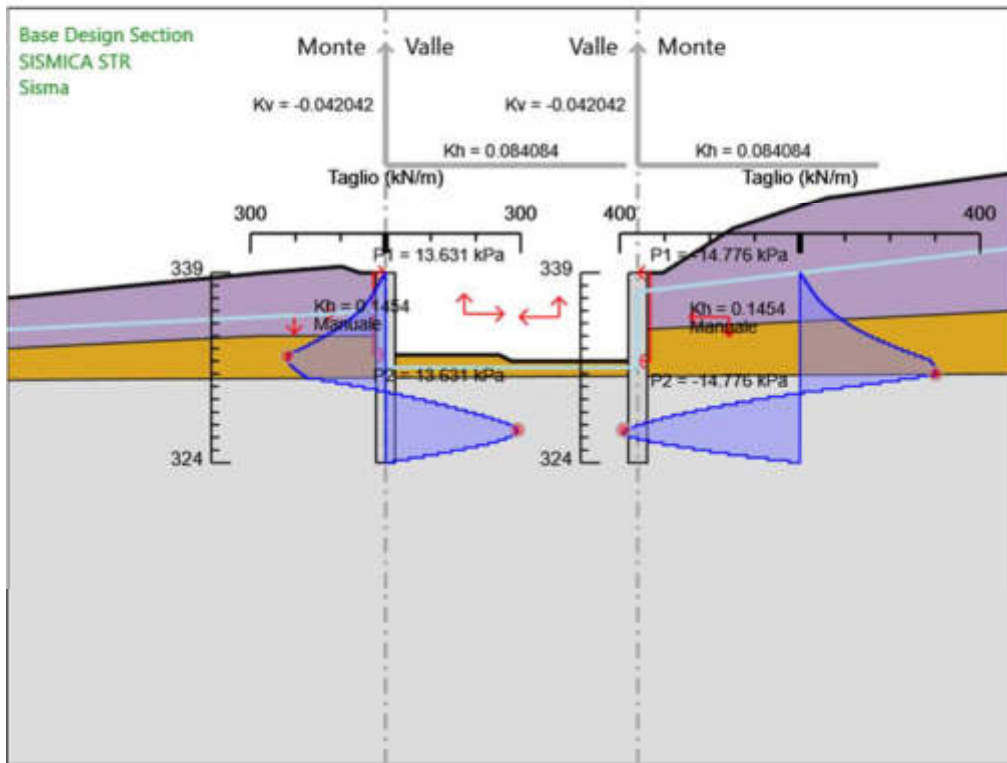 Base Design Section
SISMICA STR
Sisma
Monte Valle Valle Monte
Kv = -0.042042 Kv = -0.042042
Kh = 0.084084 Kh = 0.084084
Taglio (kN/m) Taglio (kN/m)
300 300 400 400
P1 = 13.631 kPa P1 = -14.776 kPa
339 339
Kh = 0.1454 Kh = 0.1454
Manuale Manuale
P2 = 13.631 kPa P2 = -14.776 kPa
324 324